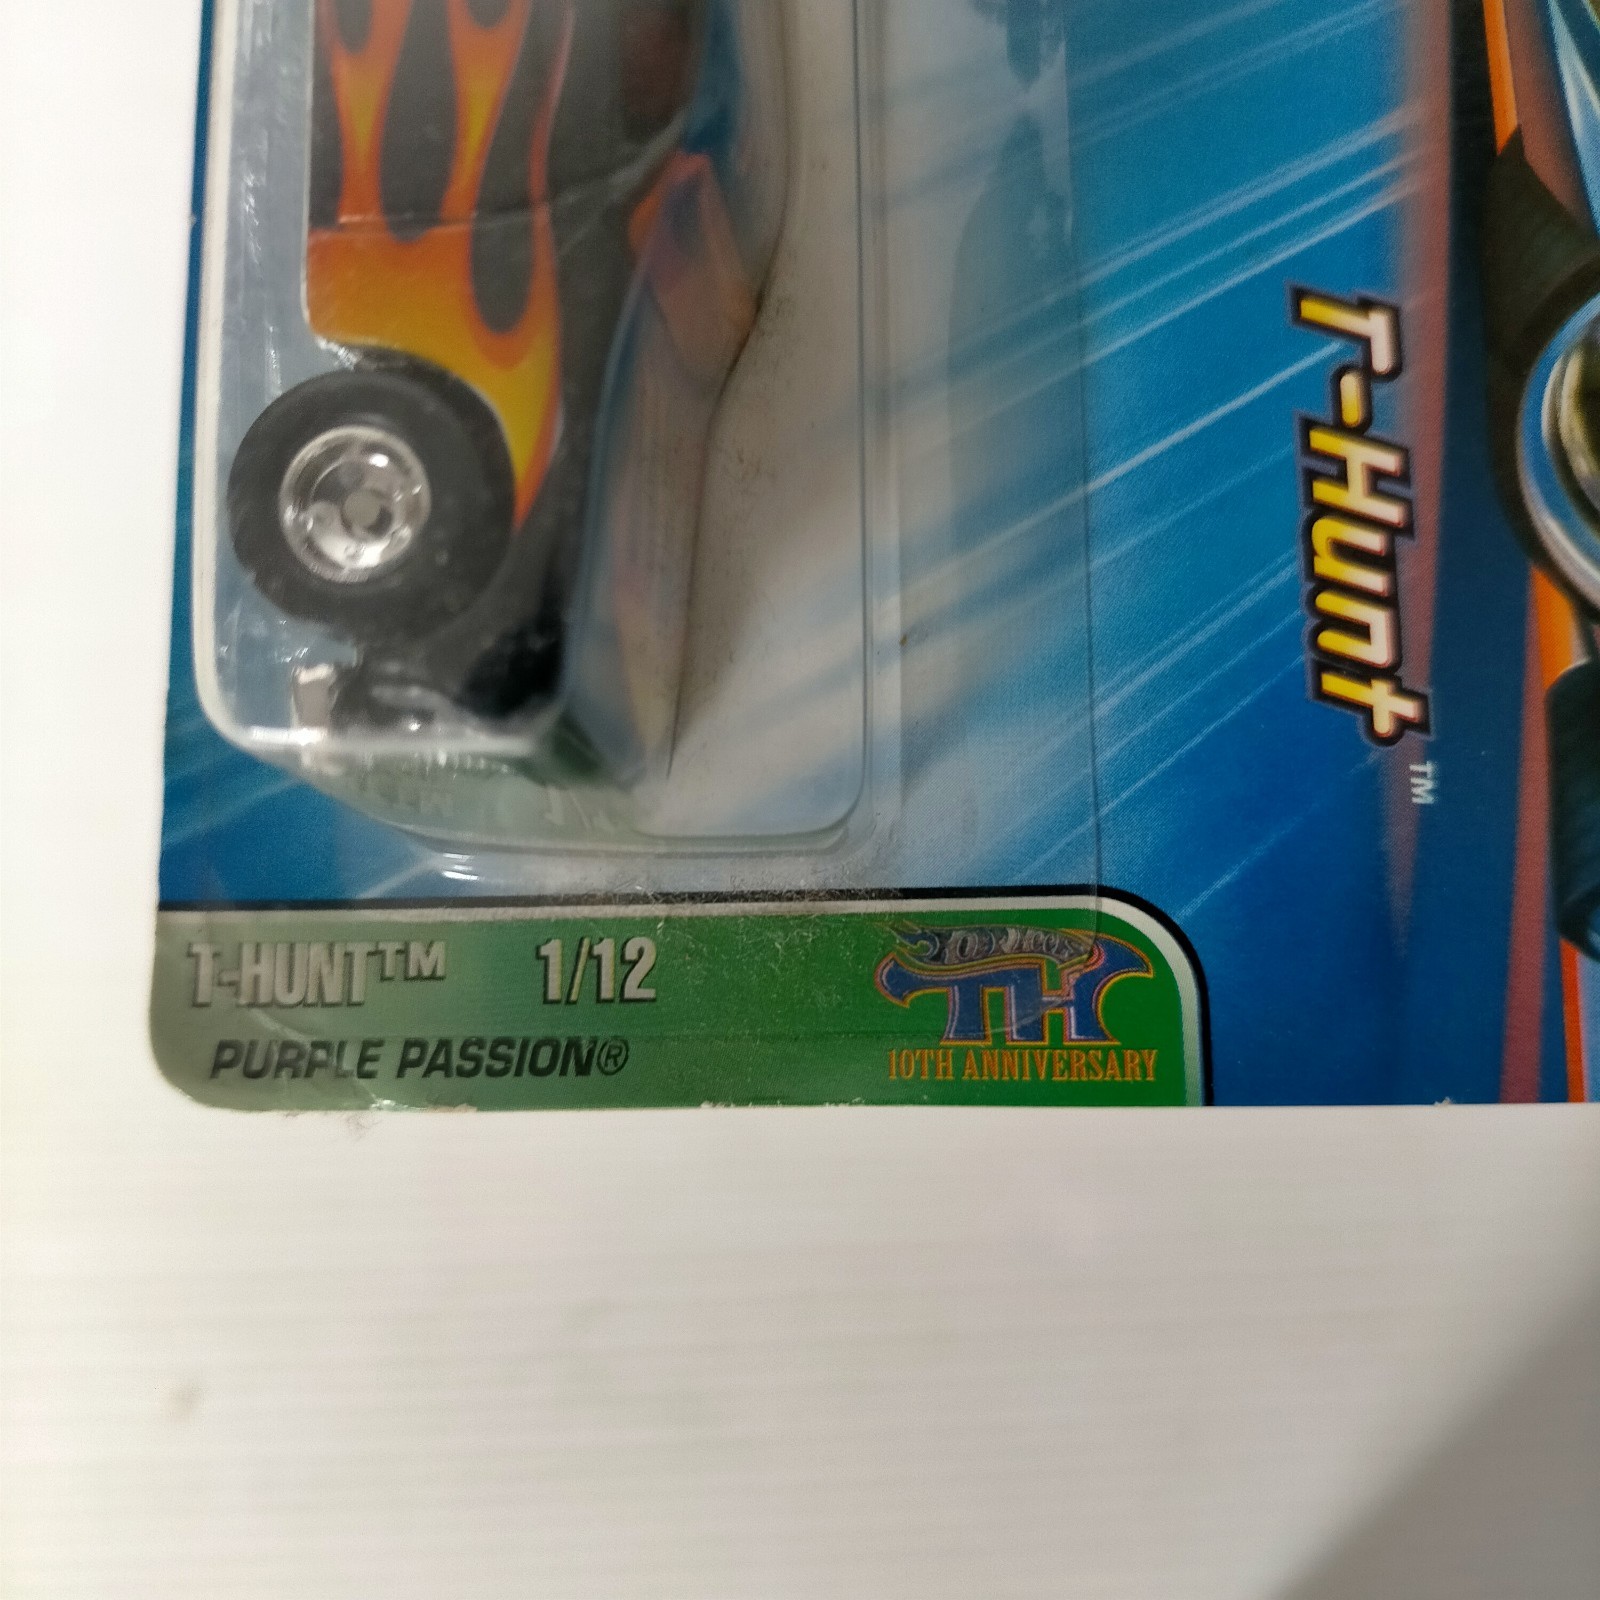 T-Hunt™
T-HUNT™ 1/12
PURPLE PASSION®
HOT WHEELS
TH
10TH ANNIVERSARY